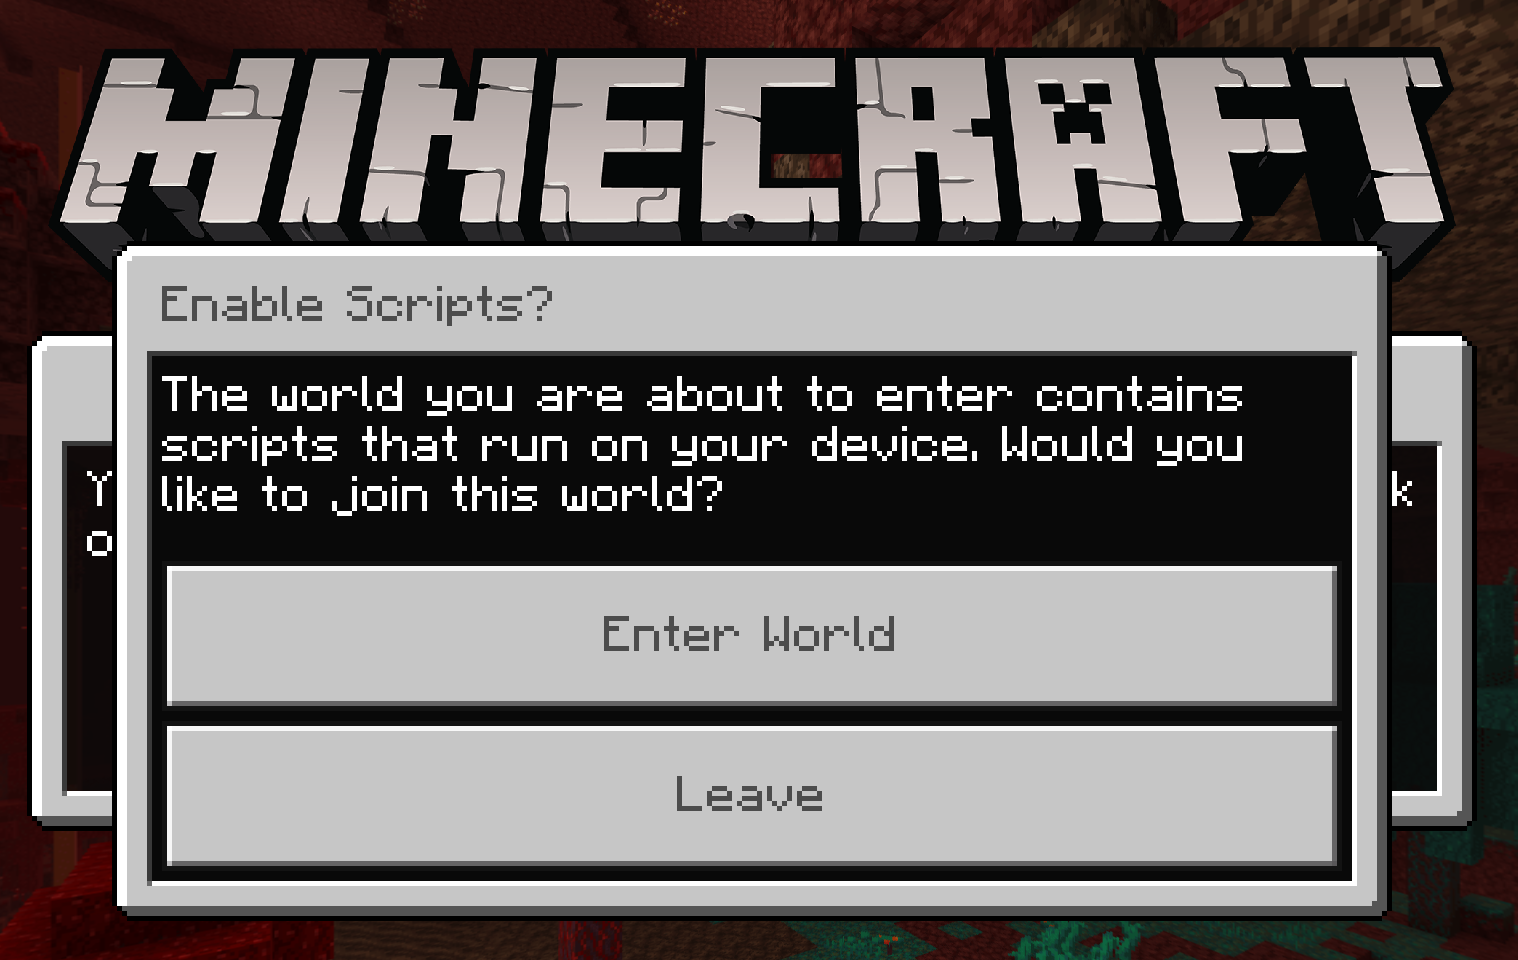 MINECRAFT
Enable Scripts?
The world you are about to enter contains
scripts that run on your device. Would you
like to join this world?
Enter World
Leave